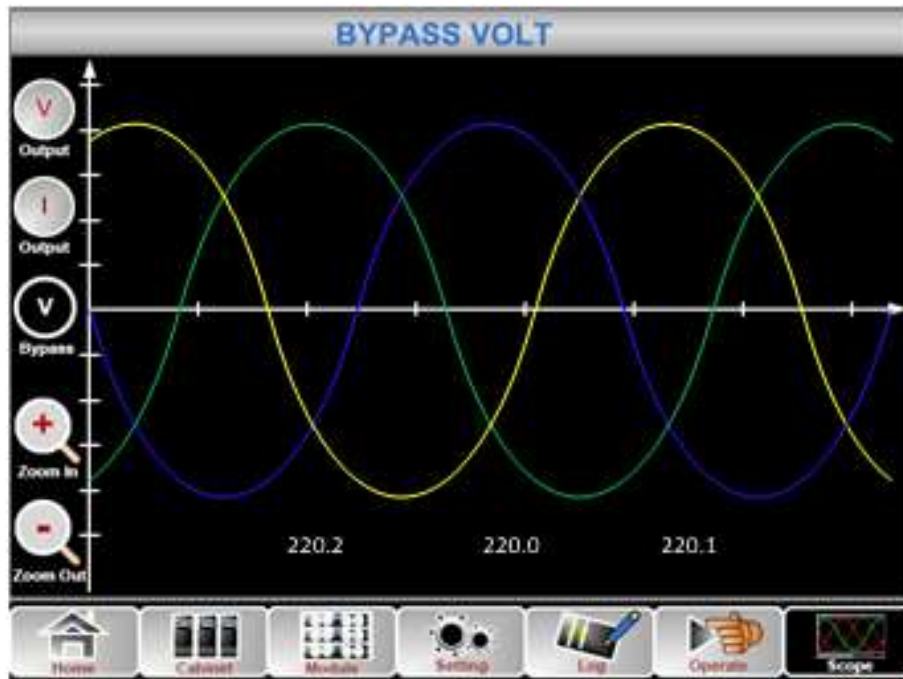 BYPASS VOLT
V
Output
I
Output
V
Bypass
+
Zoom In
-
Zoom Out
220.2 220.0 220.1
Home Cabinet Module Setting Log Operate Scope